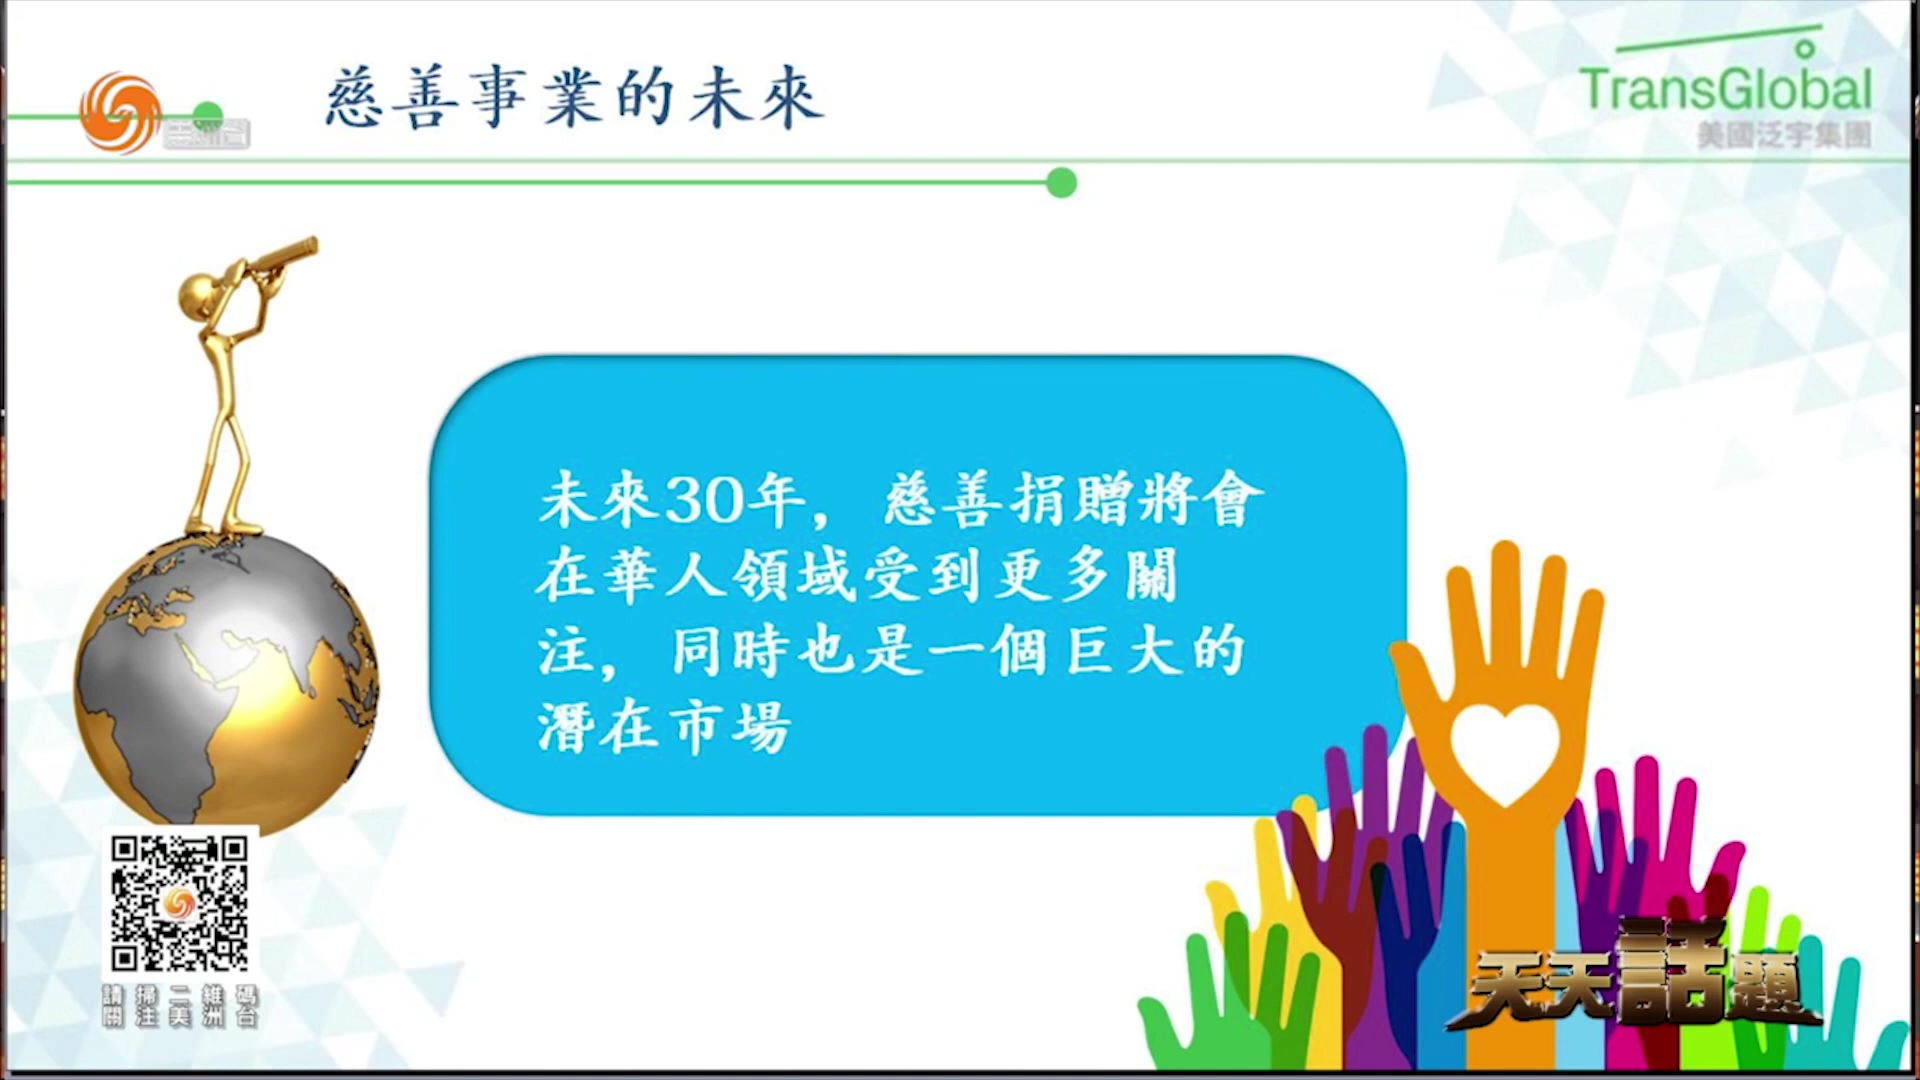 慈善事業的未來
TransGlobal
美國泛宇集團
美洲台
未來30年，慈善捐贈將會
在華人領域受到更多關
注，同時也是一個巨大的
潛在市場
請掃二維碼
關注美洲台
天天話題